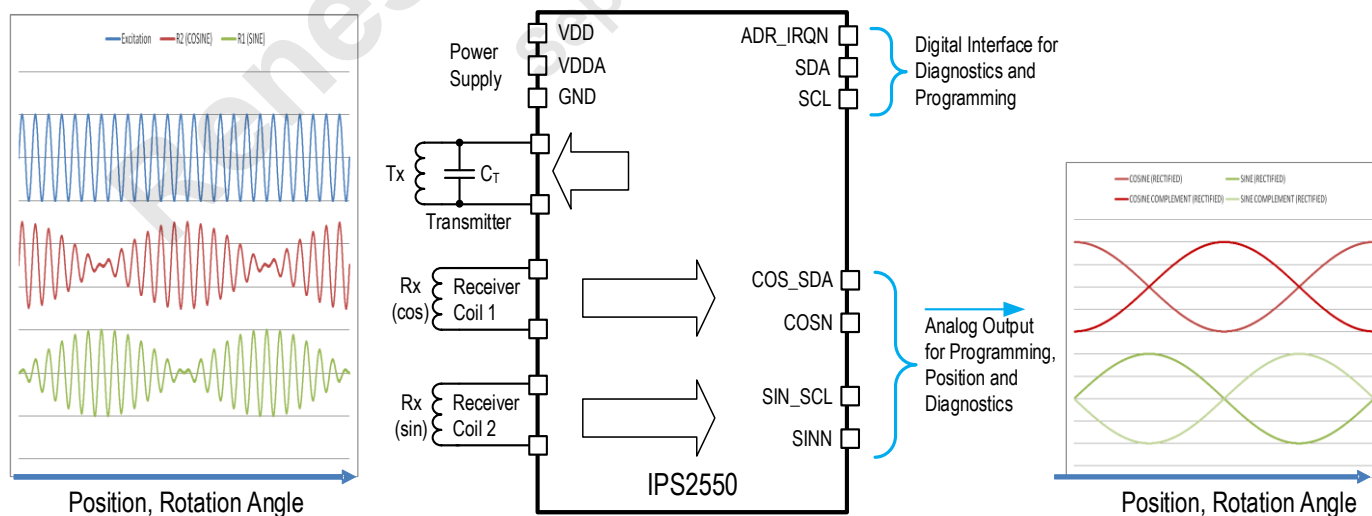 Excitation R2 (COSINE) R1 (SINE)
Position, Rotation Angle
Power
Supply
VDD
VDDA
GND
Tx
CT
Transmitter
Rx
(cos)
Receiver
Coil 1
Rx
(sin)
Receiver
Coil 2
IPS2550
ADR_IRQN
SDA
SCL
Digital Interface for
Diagnostics and
Programming
COS_SDA
COSN
SIN_SCL
SINN
Analog Output
for Programming,
Position and
Diagnostics
COSINE (RECTIFIED) SINE (RECTIFIED)
COSINE COMPLEMENT (RECTIFIED) SINE COMPLEMENT (RECTIFIED)
Position, Rotation Angle